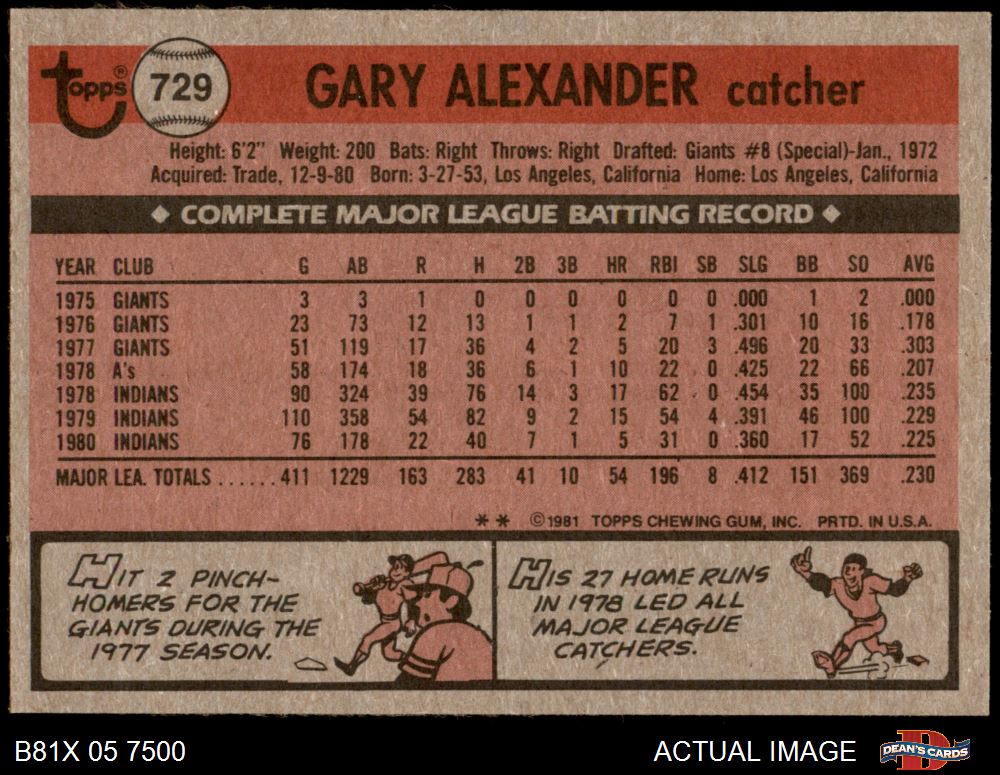 topps® 729 GARY ALEXANDER catcher
Height: 6'2" Weight: 200 Bats: Right Throws: Right Drafted: Giants #8 (Special)-Jan., 1972
Acquired: Trade, 12-9-80 Born: 3-27-53, Los Angeles, California Home: Los Angeles, California
◆ COMPLETE MAJOR LEAGUE BATTING RECORD ◆
YEAR CLUB G AB R H 2B 3B HR RBI SB SLG BB SO AVG
1975 GIANTS 3 3 1 0 0 0 0 0 0 .000 1 2 .000
1976 GIANTS 23 73 12 13 1 1 2 7 1 .301 10 16 .178
1977 GIANTS 51 119 17 36 4 2 5 20 3 .496 20 33 .303
1978 A's 58 174 18 36 6 1 10 22 0 .425 22 66 .207
1978 INDIANS 90 324 39 76 14 3 17 62 0 .454 35 100 .235
1979 INDIANS 110 358 54 82 9 2 15 54 4 .391 46 100 .229
1980 INDIANS 76 178 22 40 7 1 5 31 0 .360 17 52 .225
MAJOR LEA. TOTALS ...... 411 1229 163 283 41 10 54 196 8 .412 151 369 .230
** ©1981 TOPPS CHEWING GUM, INC. PRTD. IN U.S.A.
HIT 2 PINCH-
HOMERS FOR THE
GIANTS DURING THE
1977 SEASON.
HIS 27 HOME RUNS
IN 1978 LED ALL
MAJOR LEAGUE
CATCHERS.
B81X 05 7500 ACTUAL IMAGE DEAN'S CARDS